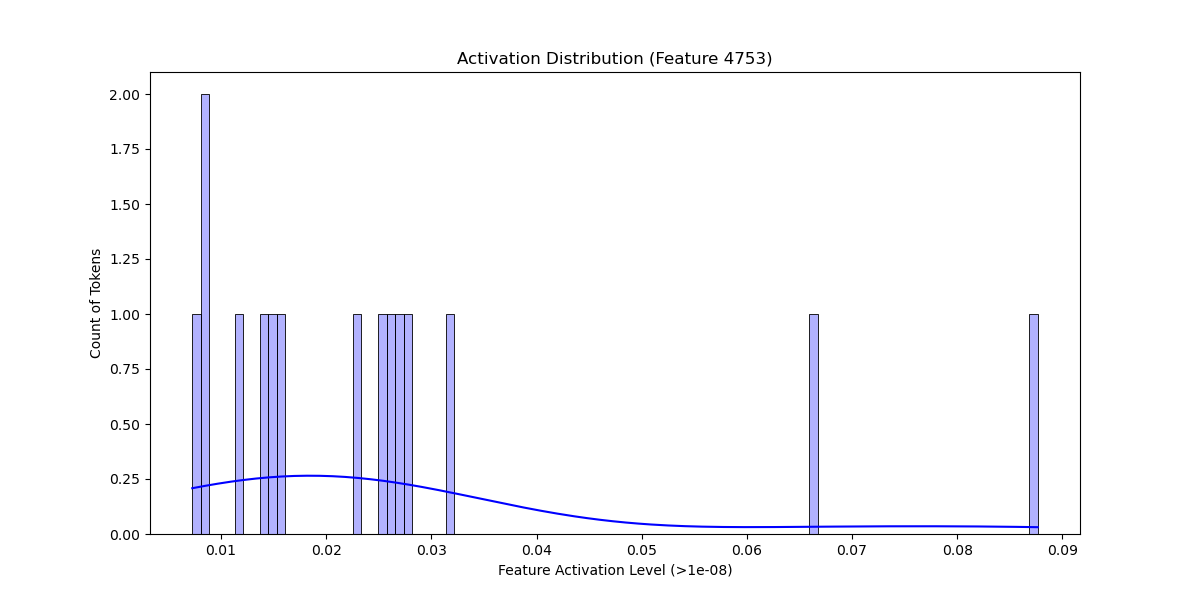 Activation Distribution (Feature 4753)
Count of Tokens
2.00
1.75
1.50
1.25
1.00
0.75
0.50
0.25
0.00
0.01 0.02 0.03 0.04 0.05 0.06 0.07 0.08 0.09
Feature Activation Level (>1e-08)